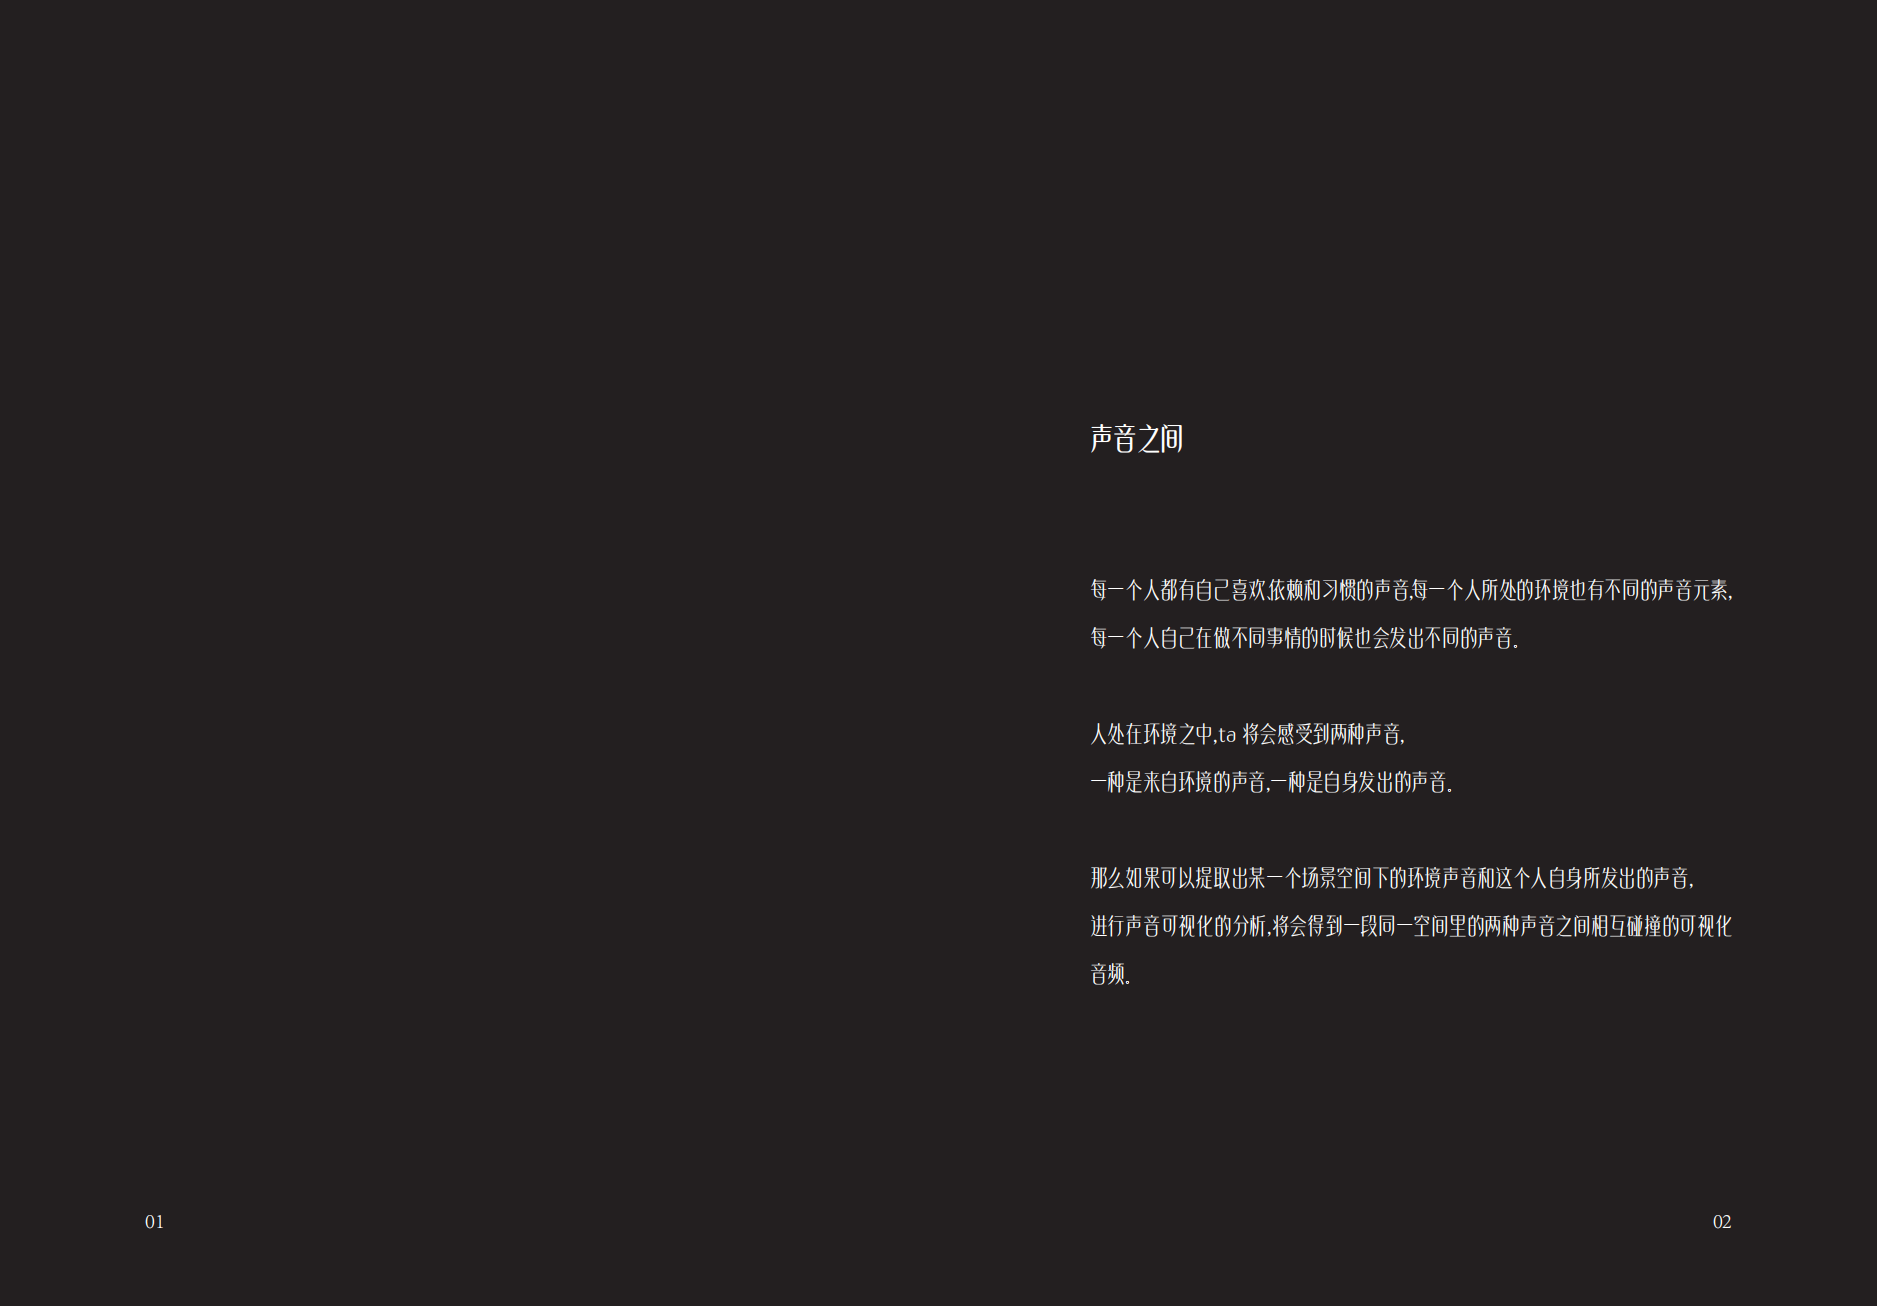 声音之间
每一个人都有自己喜欢,依赖和习惯的声音,每一个人所处的环境也有不同的声音元素,
每一个人自己在做不同事情的时候也会发出不同的声音。
人处在环境之中,ta 将会感受到两种声音,
一种是来自环境的声音,一种是自身发出的声音。
那么如果可以提取出某一个场景空间下的环境声音和这个人自身所发出的声音,
进行声音可视化的分析,将会得到一段同一空间里的两种声音之间相互碰撞的可视化
音频。
01
02